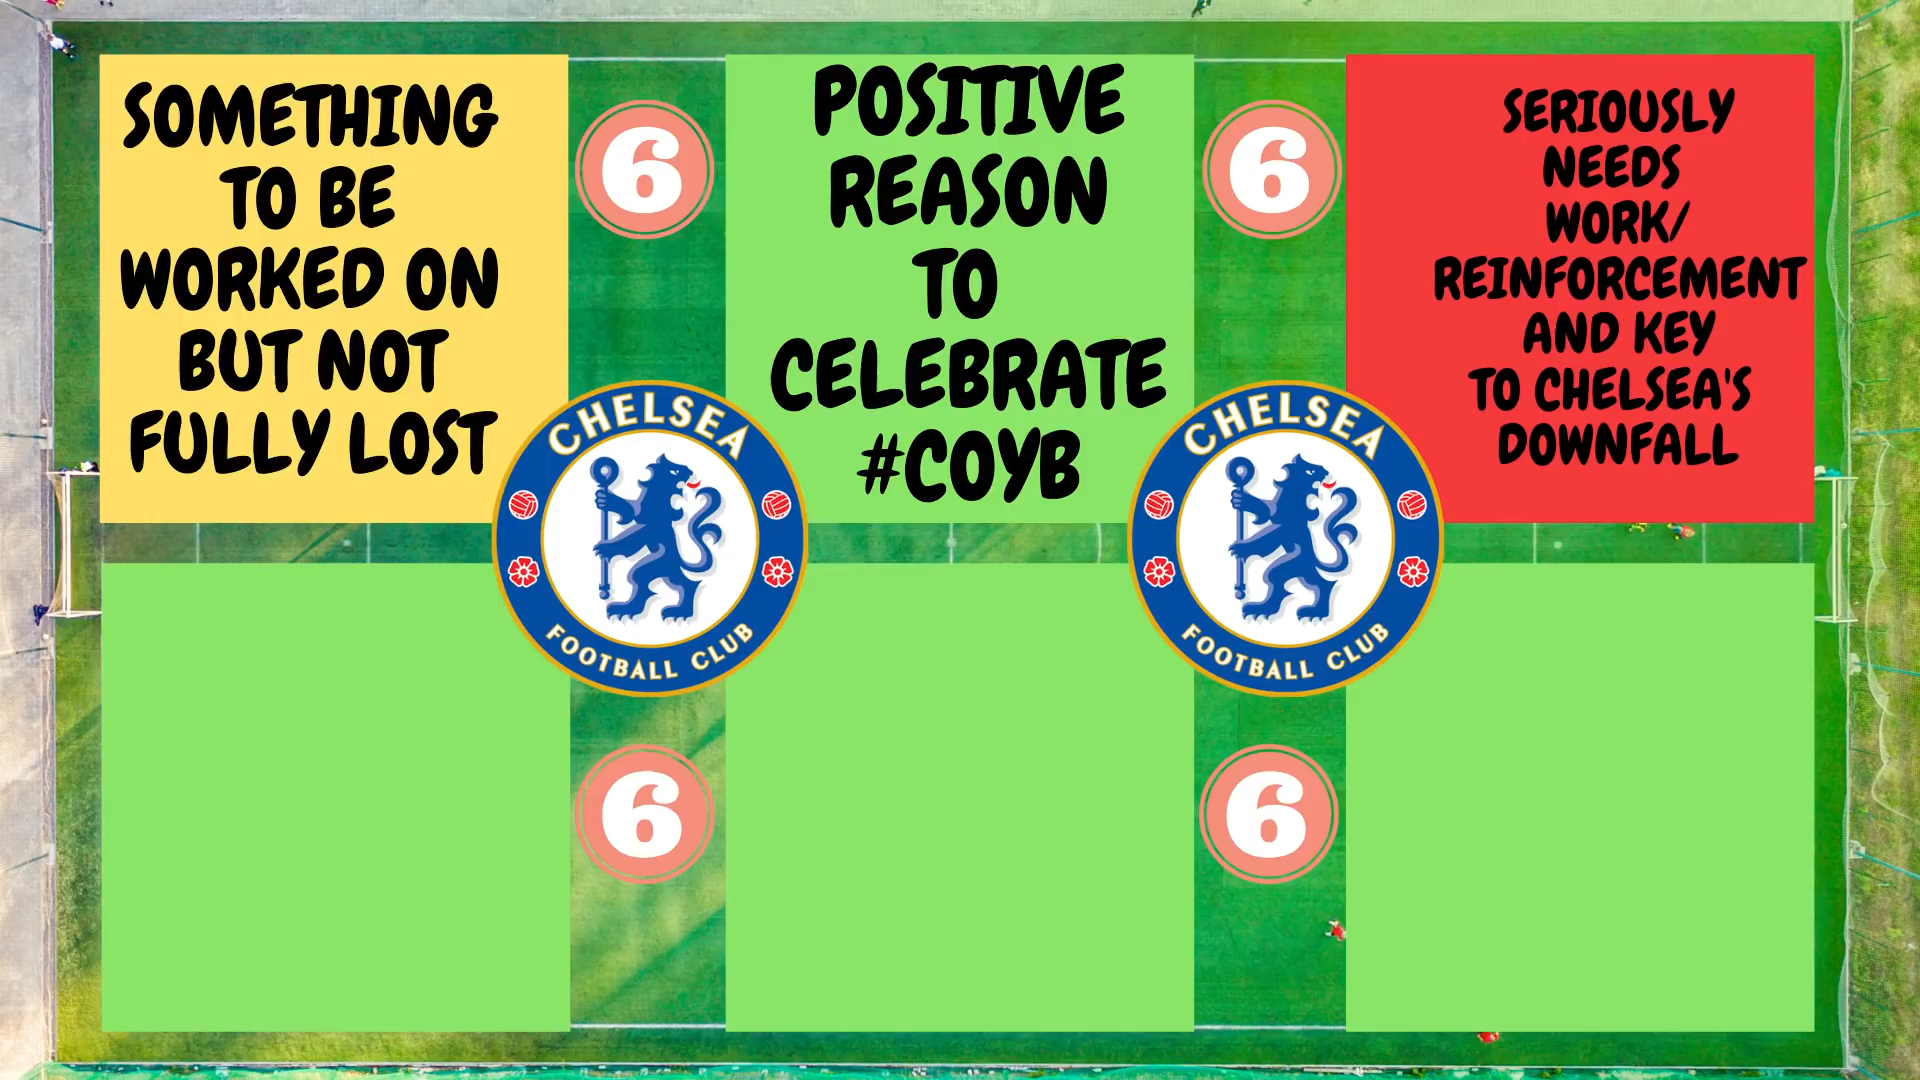 SOMETHING
TO BE
WORKED ON
BUT NOT
FULLY LOST
6
POSITIVE
REASON
TO
CELEBRATE
#COYB
6
SERIOUSLY
NEEDS
WORK/
REINFORCEMENT
AND KEY
TO CHELSEA'S
DOWNFALL
CHELSEA
FOOTBALL CLUB
CHELSEA
FOOTBALL CLUB
6
6